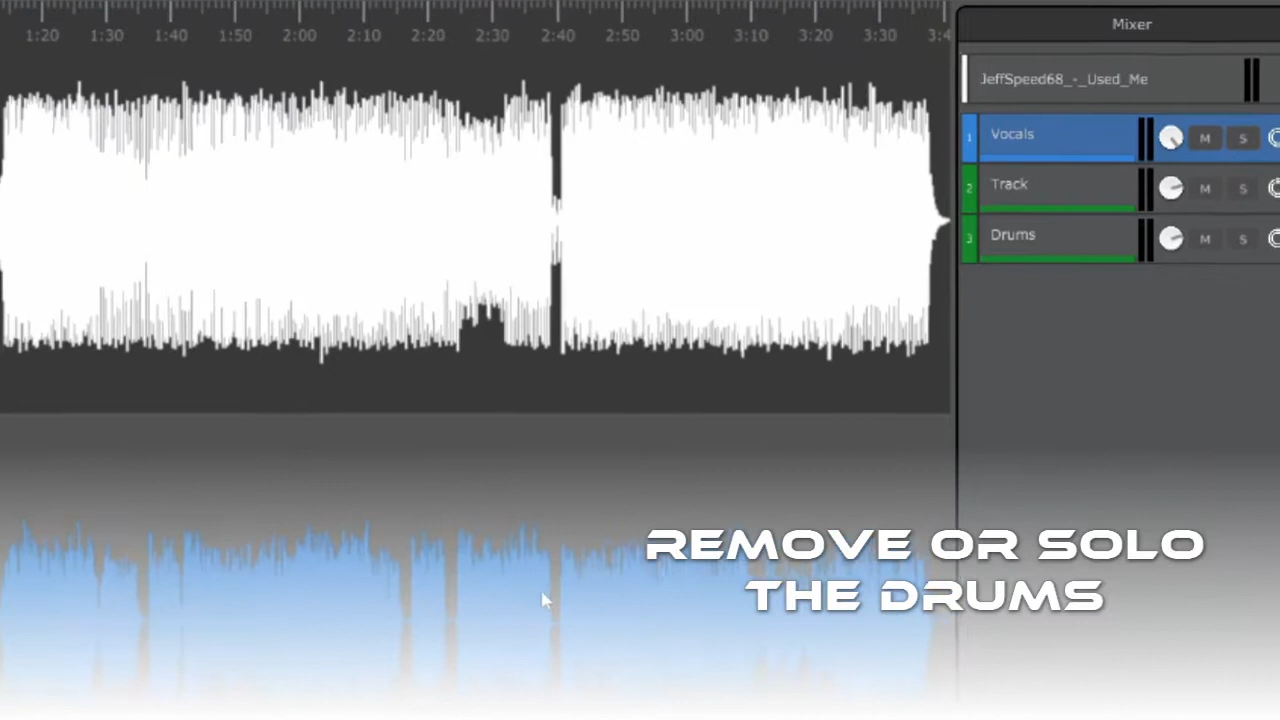 1:20 1:30 1:40 1:50 2:00 2:10 2:20 2:30 2:40 2:50 3:00 3:10 3:20 3:30 3:4
Mixer
JeffSpeed68_-_Used_Me
1 Vocals M S
2 Track M S
3 Drums M S
REMOVE OR SOLO
THE DRUMS